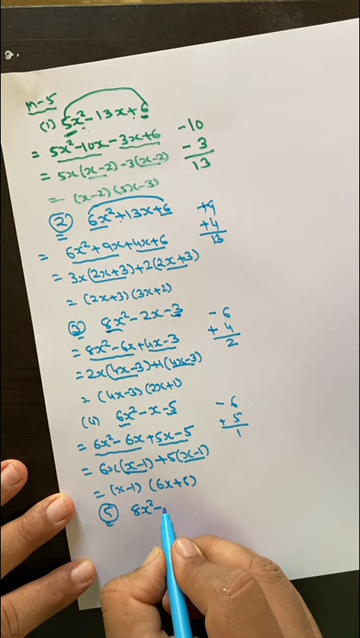 m-5
(1) 5x²-13x+6
= 5x²-10x-3x+6 -10
= 5x(x-2)-3(x-2) -3
= (x-2)(5x-3) 13
② 6x²+13x+6 +9
= 6x²+9x+4x+6 +4
= 3x(2x+3)+2(2x+3) 13
= (2x+3)(3x+2)
③ 8x²-2x-3 -6
= 8x²-6x+4x-3 +4
= 2x(4x-3)+1(4x-3) 2
= (4x-3)(2x+1)
(4) 6x²-x-5 -6
= 6x²-6x+5x-5 +5
= 6x(x-1)+5(x-1) 1
= (x-1)(6x+5)
⑤ 8x²-